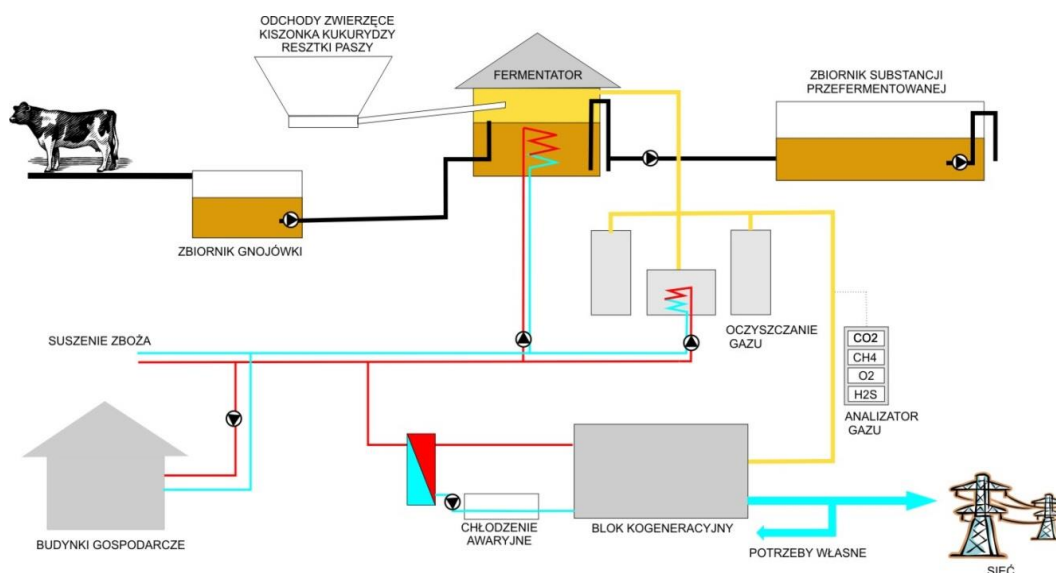 ODCHODY ZWIERZĘCE
KISZONKA KUKURYDZY
RESZTKI PASZY
FERMENTATOR
ZBIORNIK SUBSTANCJI
PRZEFERMENTOWANEJ
ZBIORNIK GNOJÓWKI
SUSZENIE ZBOŻA
OCZYSZCZANIE
GAZU
CO2
CH4
O2
H2S
ANALIZATOR
GAZU
BUDYNKI GOSPODARCZE
CHŁODZENIE
AWARYJNE
BLOK KOGENERACYJNY
POTRZEBY WŁASNE
SIEĆ